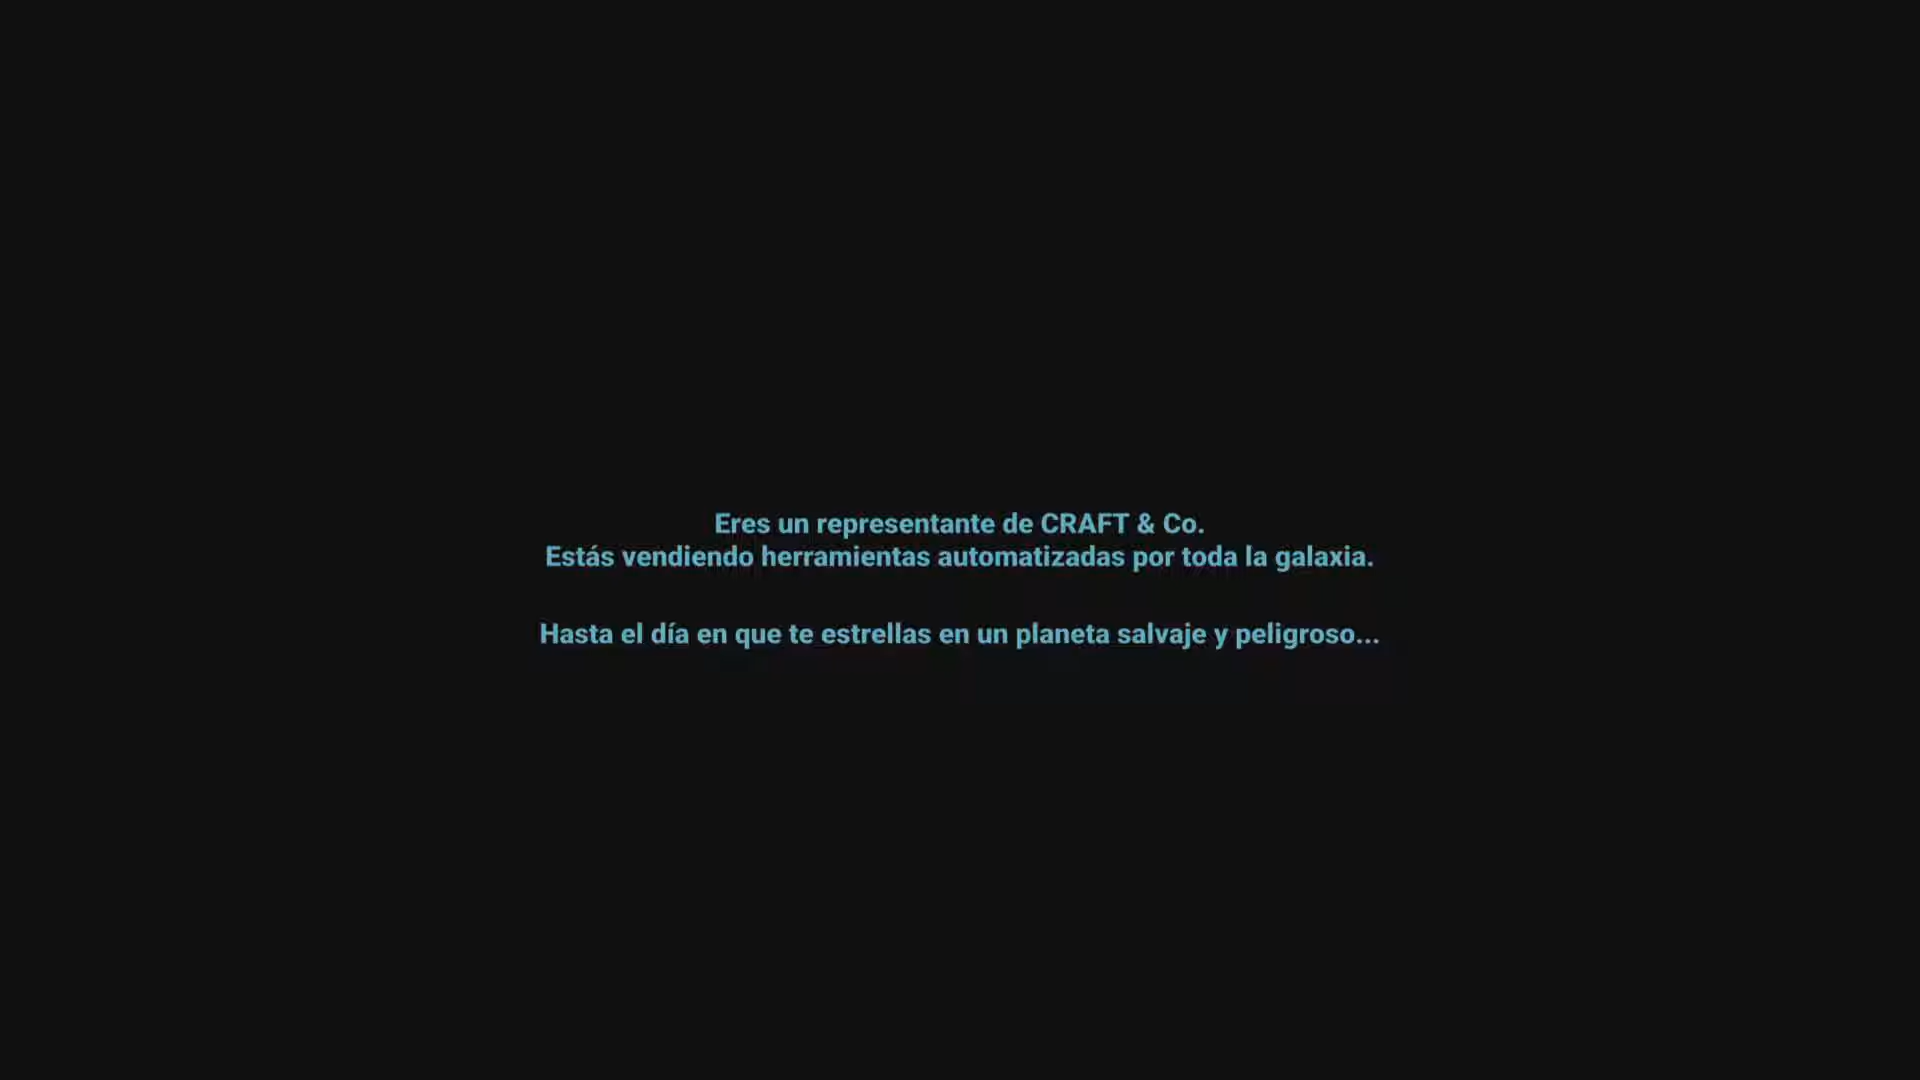 Eres un representante de CRAFT & Co.
Estás vendiendo herramientas automatizadas por toda la galaxia.
Hasta el día en que te estrellas en un planeta salvaje y peligroso...